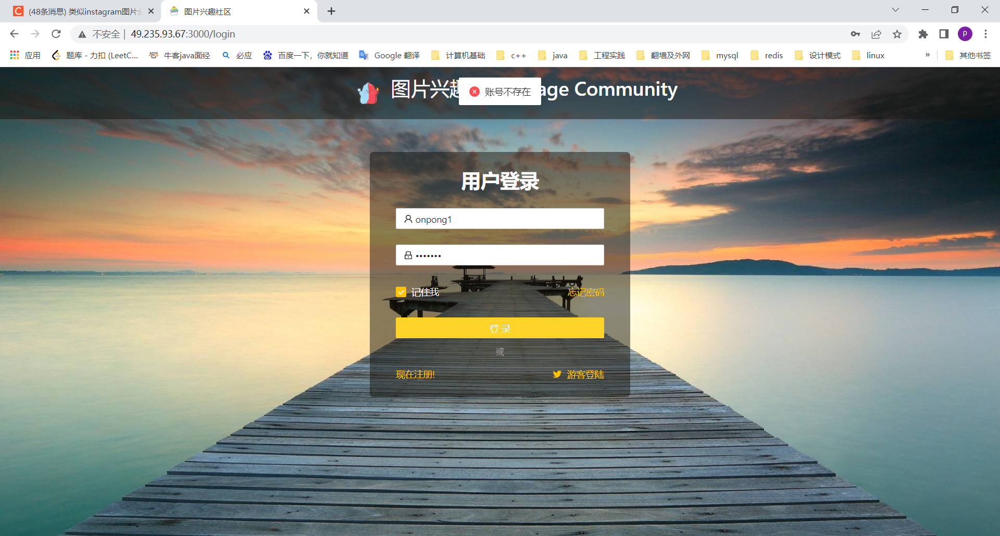 (48条消息) 类似instagram图片分
图片兴趣社区
不安全 | 49.235.93.67:3000/login
P
应用 题库 - 力扣 (LeetC... 牛客java面经 必应 百度一下，你就知道 Google 翻译 计算机基础 c++ java 工程实践 翻墙及外网 mysql redis 设计模式 linux » 其他书签
图片兴趣 age Community
账号不存在
用户登录
onpong1
•••••••
记住我 忘记密码
登 录
或
现在注册! 游客登陆